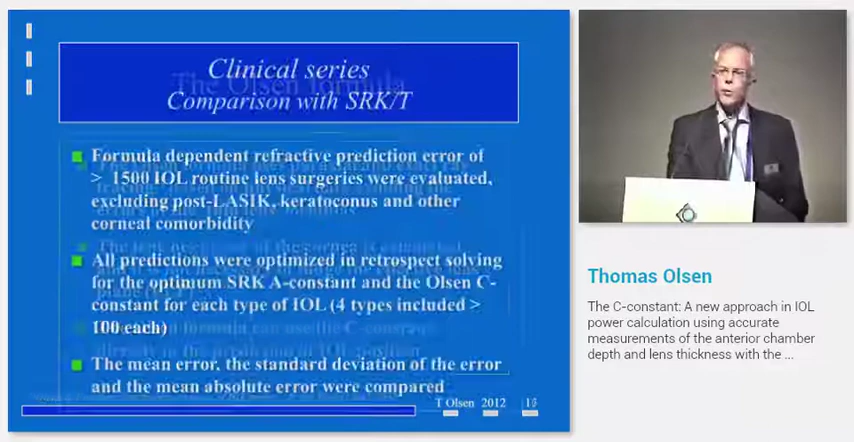 Clinical series
Comparison with SRK/T
The Olsen formula
Formula dependent refractive prediction error of
> 1500 IOL routine lens surgeries were evaluated,
excluding post-LASIK, keratoconus and other
corneal comorbidity
All predictions were optimized in retrospect solving
for the optimum SRK A-constant and the Olsen C-
constant for each type of IOL (4 types included >
100 each)
The mean error, the standard deviation of the error
and the mean absolute error were compared
T Olsen 2012
Thomas Olsen
The C-constant: A new approach in IOL
power calculation using accurate
measurements of the anterior chamber
depth and lens thickness with the ...